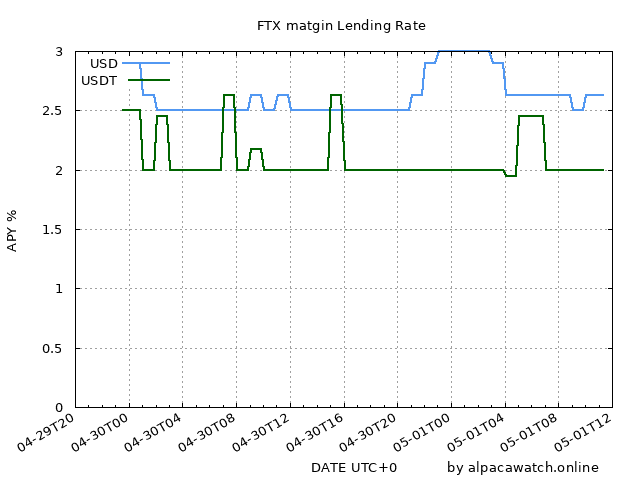 FTX matgin Lending Rate
3
USD
USDT
2.5
2
1.5
APY %
1
0.5
0
04-29T20 04-30T00 04-30T04 04-30T08 04-30T12 04-30T16 04-30T20 05-01T00 05-01T04 05-01T08 05-01T12
DATE UTC+0 by alpacawatch.online